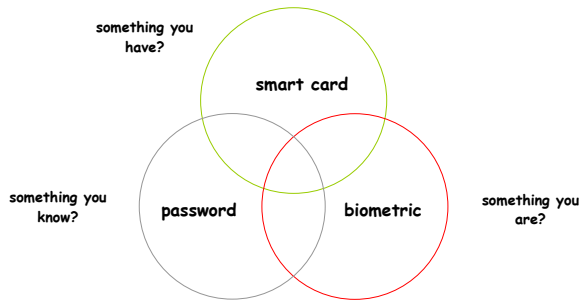 something you
have?
smart card
something you
know?
password
biometric
something you
are?